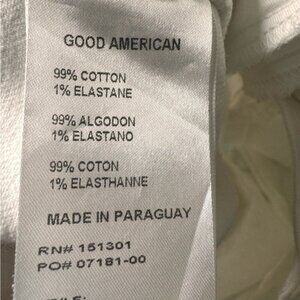 GOOD AMERICAN
99% COTTON
1% ELASTANE
99% ALGODON
1% ELASTANO
99% COTON
1% ELASTHANNE
MADE IN PARAGUAY
RN# 151301
PO# 07181-00